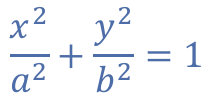 x²/a² + y²/b² = 1